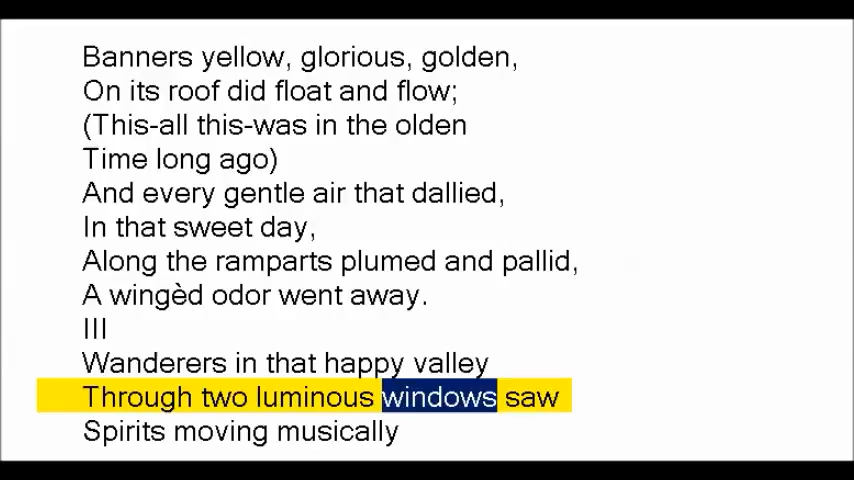 Banners yellow, glorious, golden,
On its roof did float and flow;
(This-all this-was in the olden
Time long ago)
And every gentle air that dallied,
In that sweet day,
Along the ramparts plumed and pallid,
A wingèd odor went away.
III
Wanderers in that happy valley
Through two luminous windows saw
Spirits moving musically